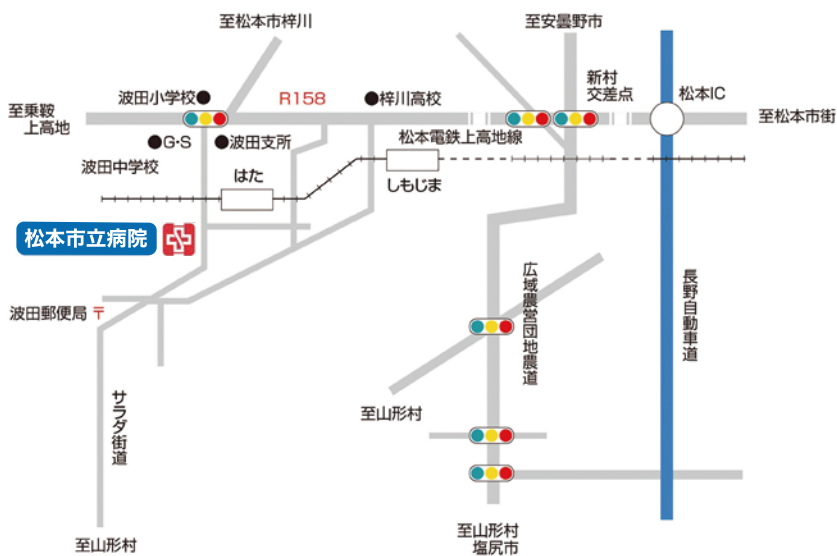 至松本市梓川
至安曇野市
新村
交差点
松本IC
波田小学校
R158
梓川高校
至乗鞍
上高地
至松本市街
G・S
波田支所
松本電鉄上高地線
波田中学校
はた
しもじま
松本市立病院
広域農営団地農道
長野自動車道
波田郵便局 〒
サラダ街道
至山形村
至山形村
至山形村
塩尻市